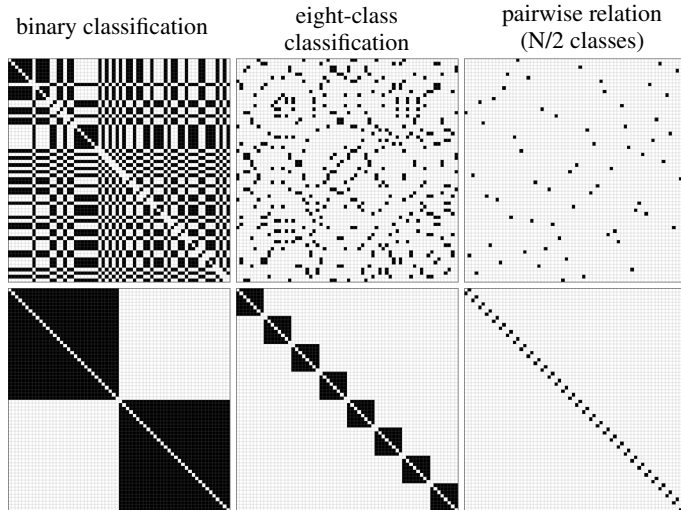 binary classification
eight-class
classification
pairwise relation
(N/2 classes)